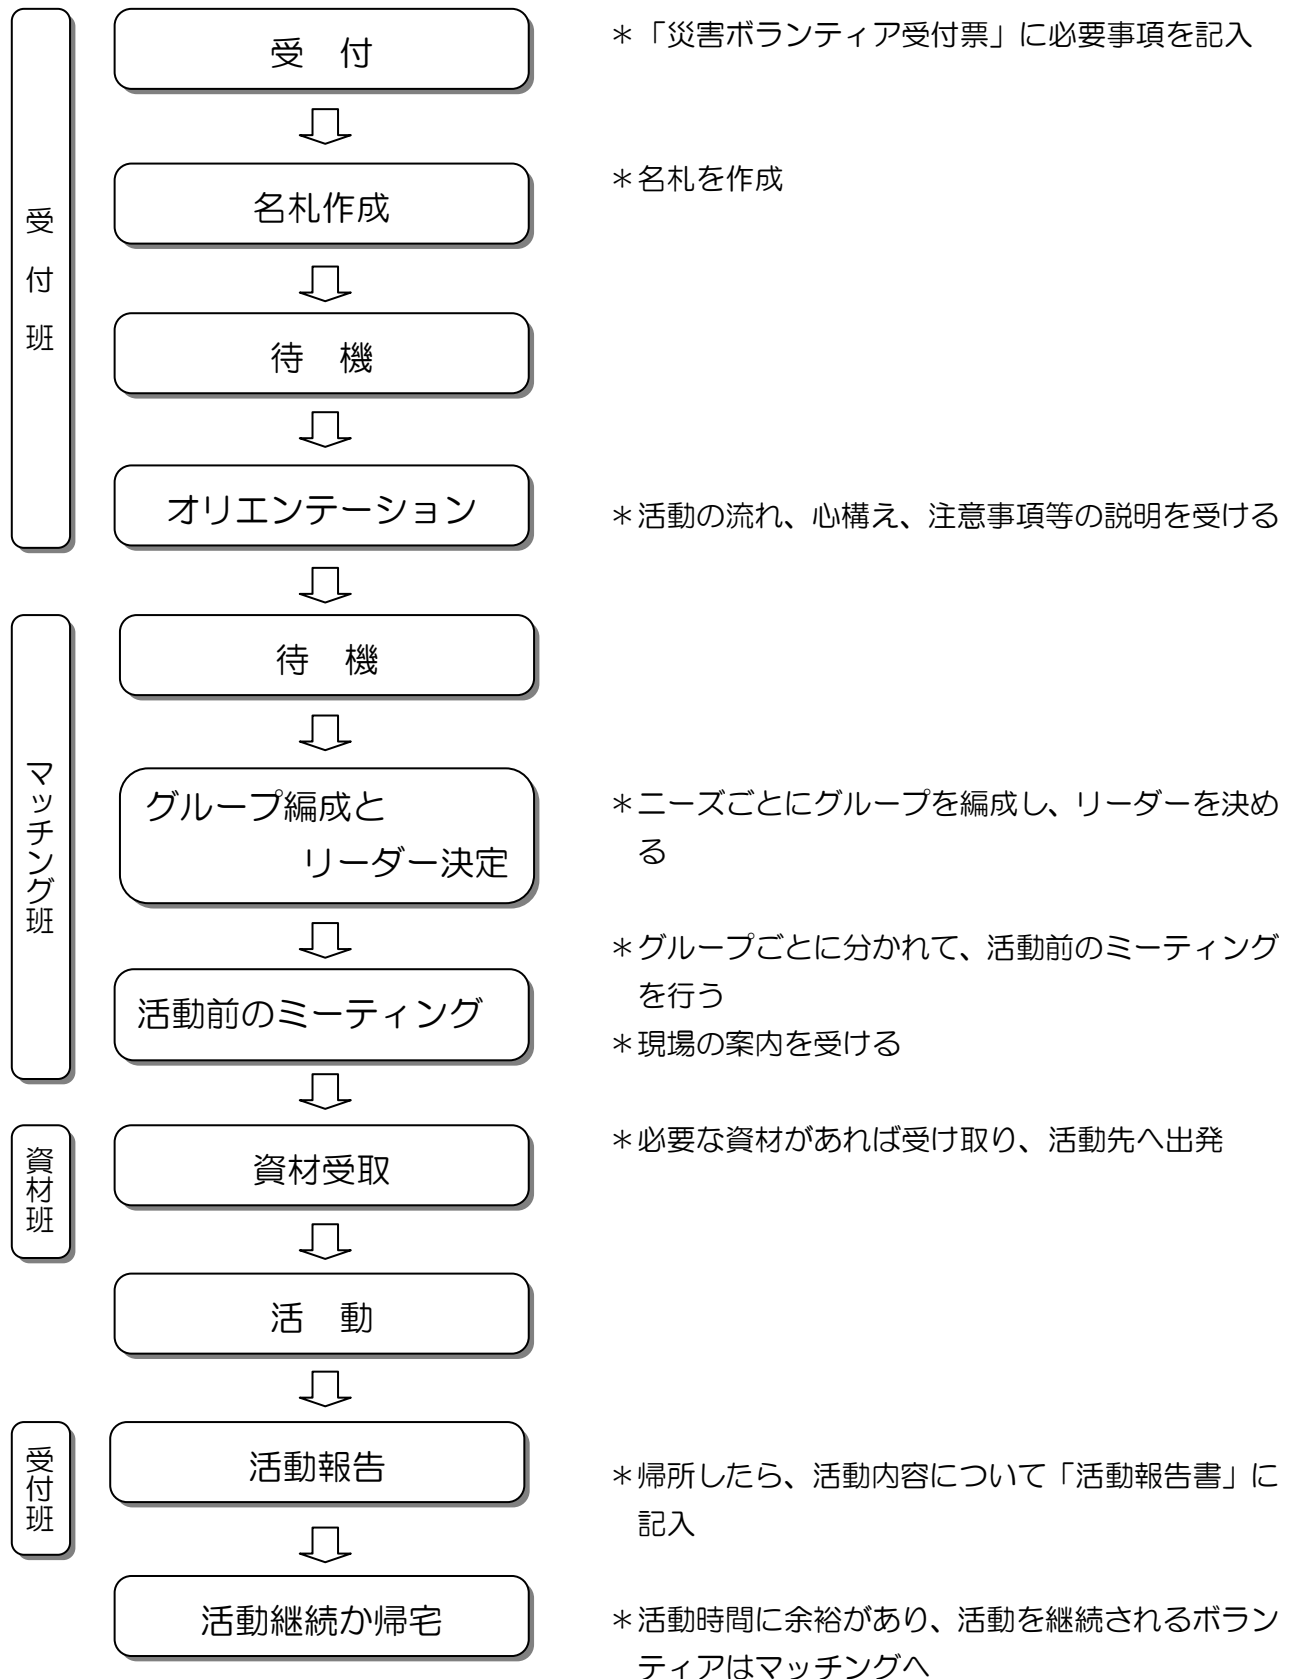 受付班
受　付
＊「災害ボランティア受付票」に必要事項を記入
名札作成
＊名札を作成
待　機
オリエンテーション
＊活動の流れ、心構え、注意事項等の説明を受ける
マッチング班
待　機
グループ編成と
リーダー決定
＊ニーズごとにグループを編成し、リーダーを決め
る
活動前のミーティング
＊グループごとに分かれて、活動前のミーティング
を行う
＊現場の案内を受ける
資材班
資材受取
＊必要な資材があれば受け取り、活動先へ出発
活　動
受付班
活動報告
＊帰所したら、活動内容について「活動報告書」に
記入
活動継続か帰宅
＊活動時間に余裕があり、活動を継続されるボラン
ティアはマッチングへ